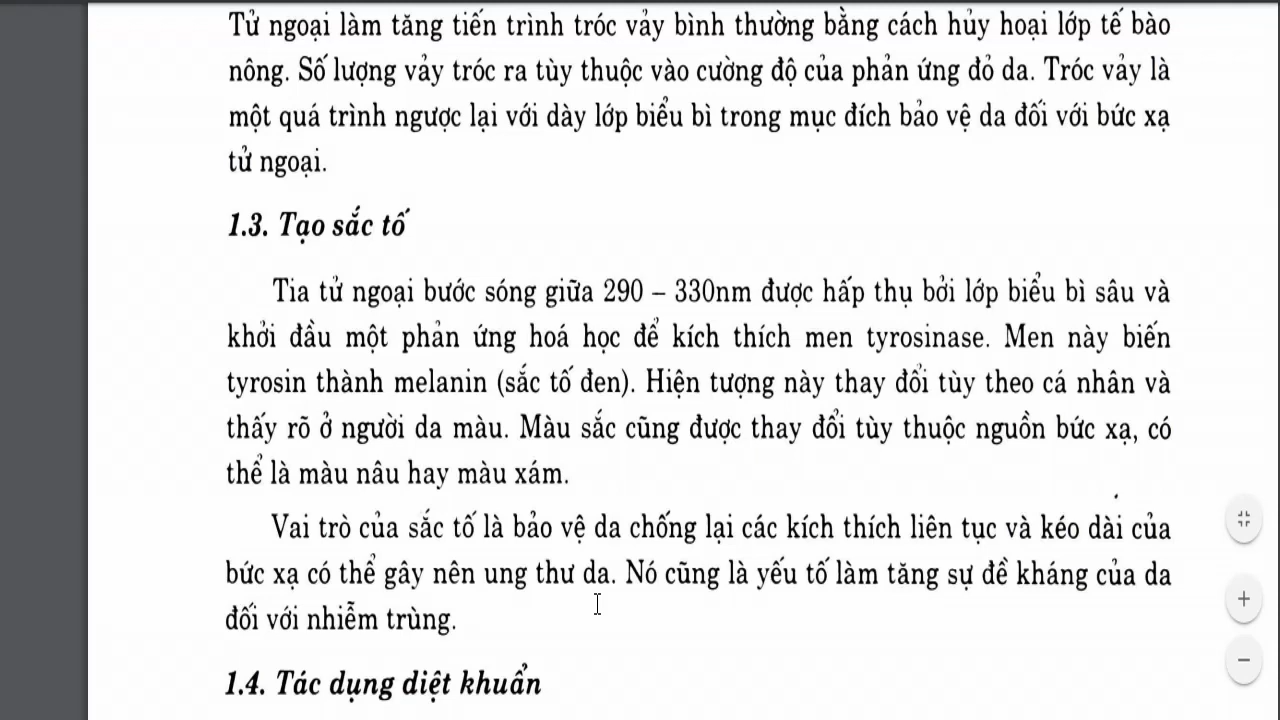 Tử ngoại làm tăng tiến trình tróc vảy bình thường bằng cách hủy hoại lớp tế bào
nông. Số lượng vảy tróc ra tùy thuộc vào cường độ của phản ứng đỏ da. Tróc vảy là
một quá trình ngược lại với dày lớp biểu bì trong mục đích bảo vệ da đối với bức xạ
tử ngoại.
1.3. Tạo sắc tố
Tia tử ngoại bước sóng giữa 290 – 330nm được hấp thụ bởi lớp biểu bì sâu và
khởi đầu một phản ứng hoá học để kích thích men tyrosinase. Men này biến
tyrosin thành melanin (sắc tố đen). Hiện tượng này thay đổi tùy theo cá nhân và
thấy rõ ở người da màu. Màu sắc cũng được thay đổi tùy thuộc nguồn bức xạ, có
thể là màu nâu hay màu xám.
Vai trò của sắc tố là bảo vệ da chống lại các kích thích liên tục và kéo dài của
bức xạ có thể gây nên ung thư da. Nó cũng là yếu tố làm tăng sự đề kháng của da
đối với nhiễm trùng.
1.4. Tác dụng diệt khuẩn